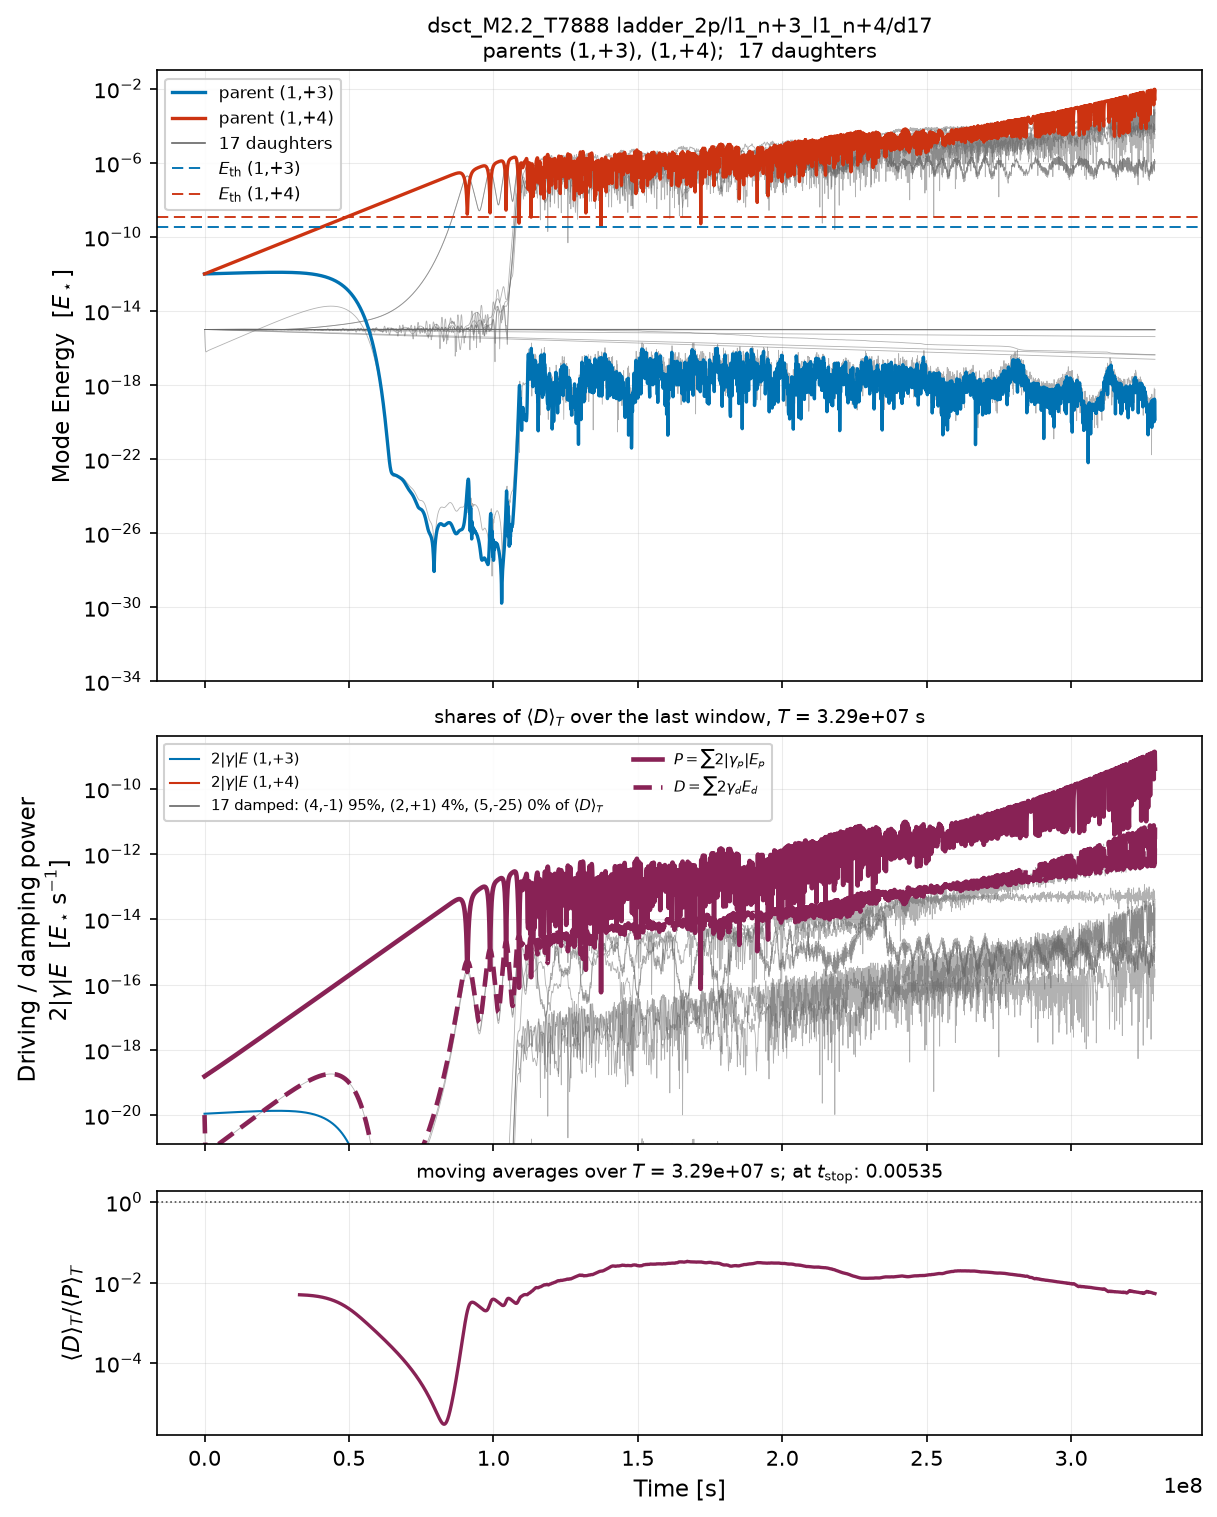 dsct_M2.2_T7888 ladder_2p/l1_n+3_l1_n+4/d17
parents (1,+3), (1,+4);  17 daughters
parent (1,+3)
parent (1,+4)
17 daughters
E_th (1,+3)
E_th (1,+4)
Mode Energy [E⋆]
10⁻²
10⁻⁶
10⁻¹⁰
10⁻¹⁴
10⁻¹⁸
10⁻²²
10⁻²⁶
10⁻³⁰
10⁻³⁴
shares of ⟨D⟩_T over the last window, T = 3.29e+07 s
2|γ|E (1,+3)
2|γ|E (1,+4)
17 damped: (4,-1) 95%, (2,+1) 4%, (5,-25) 0% of ⟨D⟩_T
P = ∑2|γ_p|E_p
D = ∑2γ_dE_d
Driving / damping power
2|γ|E [E⋆ s⁻¹]
10⁻¹⁰
10⁻¹²
10⁻¹⁴
10⁻¹⁶
10⁻¹⁸
10⁻²⁰
moving averages over T = 3.29e+07 s; at t_stop: 0.00535
⟨D⟩_T/⟨P⟩_T
10⁰
10⁻²
10⁻⁴
0.0 0.5 1.0 1.5 2.0 2.5 3.0
1e8
Time [s]